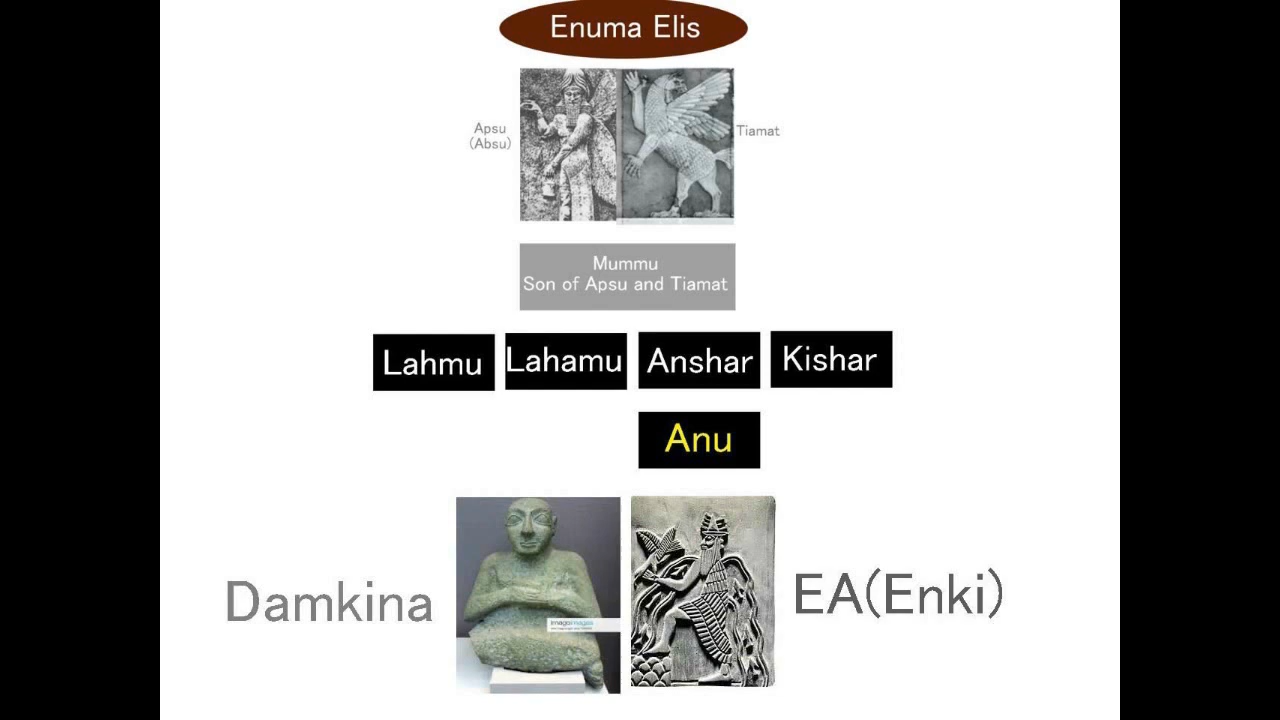 Enuma Elis
Apsu
(Absu)
Tiamat
Mummu
Son of Apsu and Tiamat
Lahmu
Lahamu
Anshar
Kishar
Anu
Damkina
imagoimages
EA(Enki)